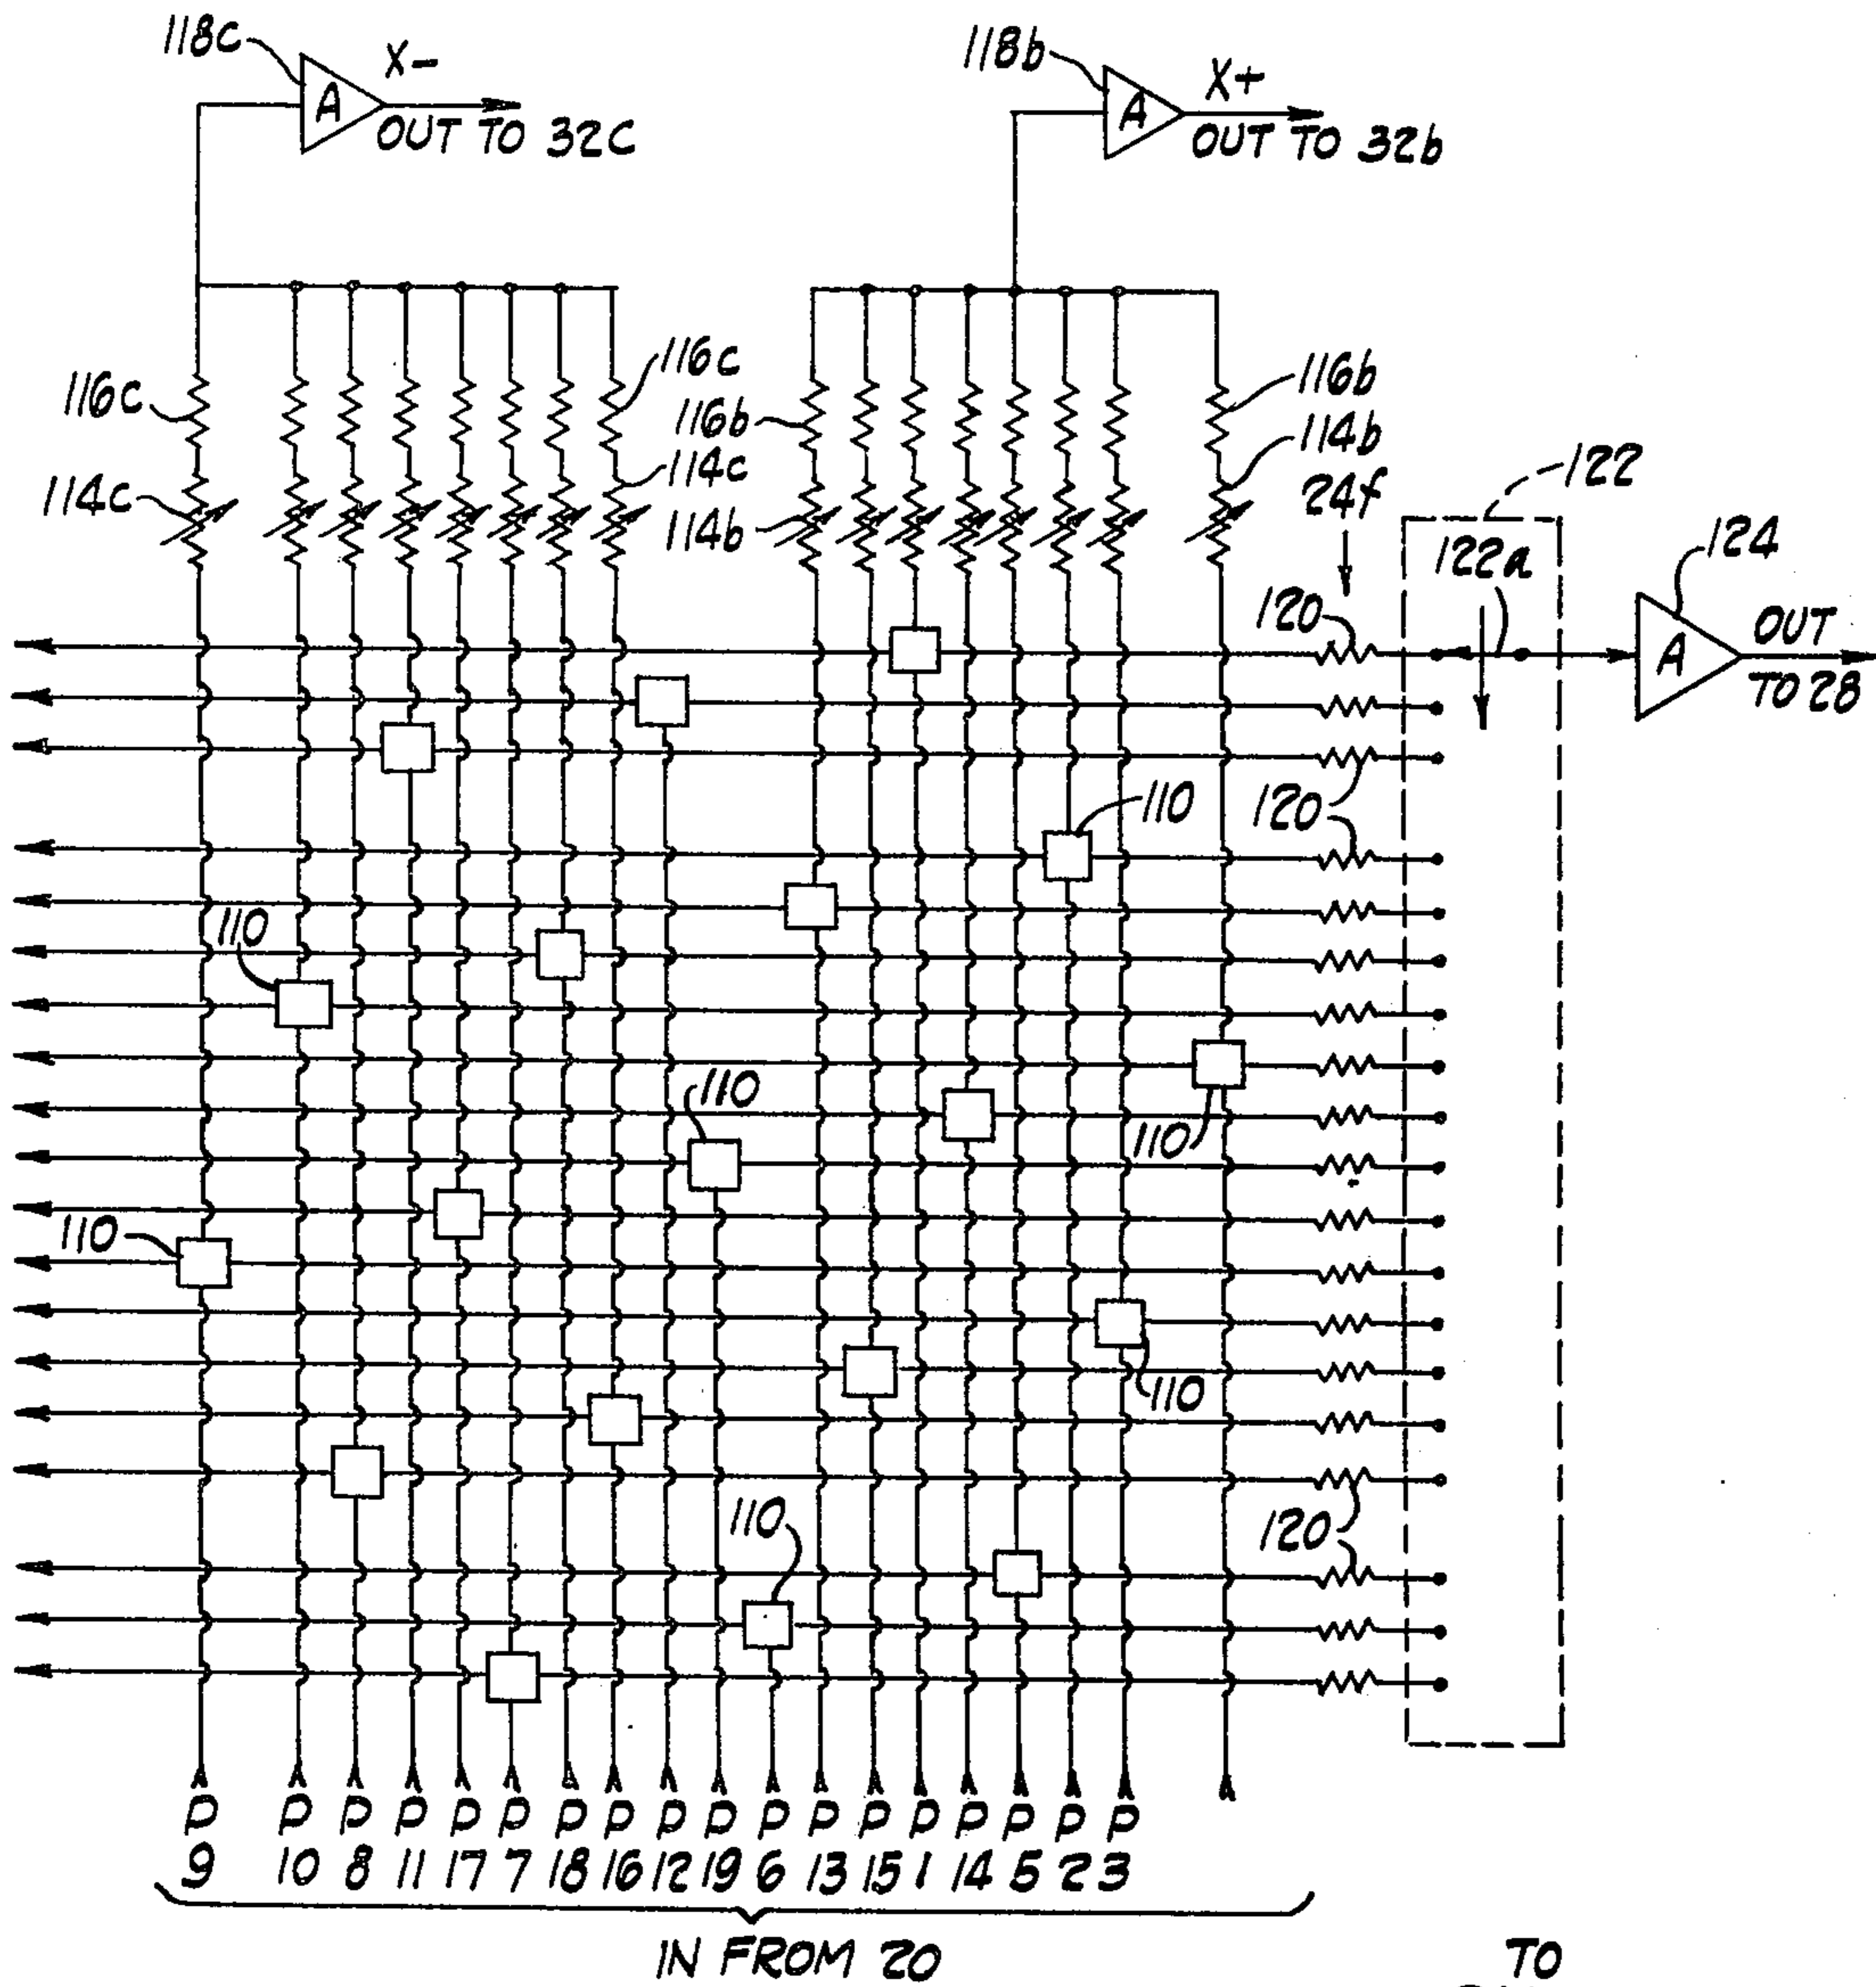 118c
X-
A
OUT TO 32C
118b
X+
A
OUT TO 32b
116c
116c
116b
116b
114c
114c
114b
114b
24f
122
122a
124
A
OUT
TO 28
120
120
120
110
110
110
110
110
110
110
120
P P P P P P P P P P P P P P P P P P
9 10 8 11 17 7 18 16 12 19 6 13 15 1 14 5 2 3
IN FROM 20
TO